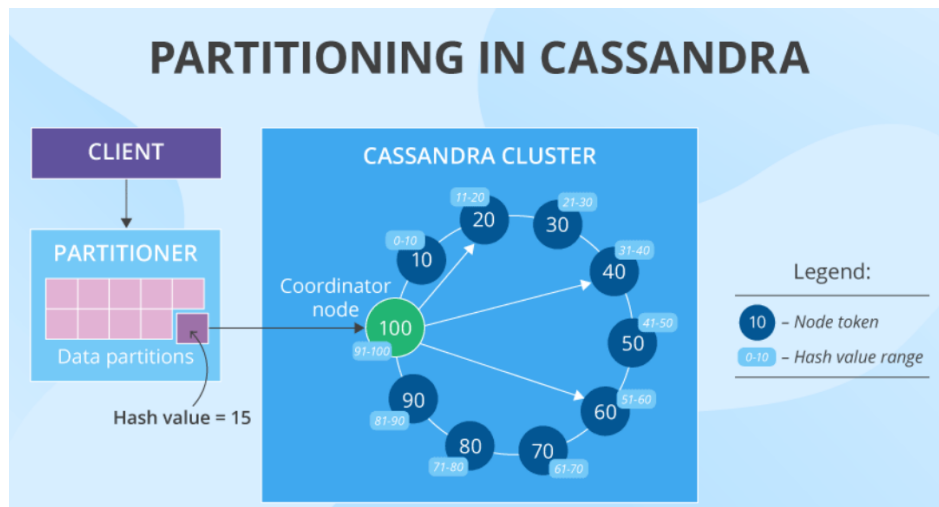 PARTITIONING IN CASSANDRA
CLIENT
PARTITIONER
Data partitions
Hash value = 15
CASSANDRA CLUSTER
Coordinator
node
100
91-100
0-10
10
11-20
20
21-30
30
31-40
40
41-50
50
51-60
60
61-70
70
71-80
80
81-90
90
Legend:
10 – Node token
0-10 – Hash value range